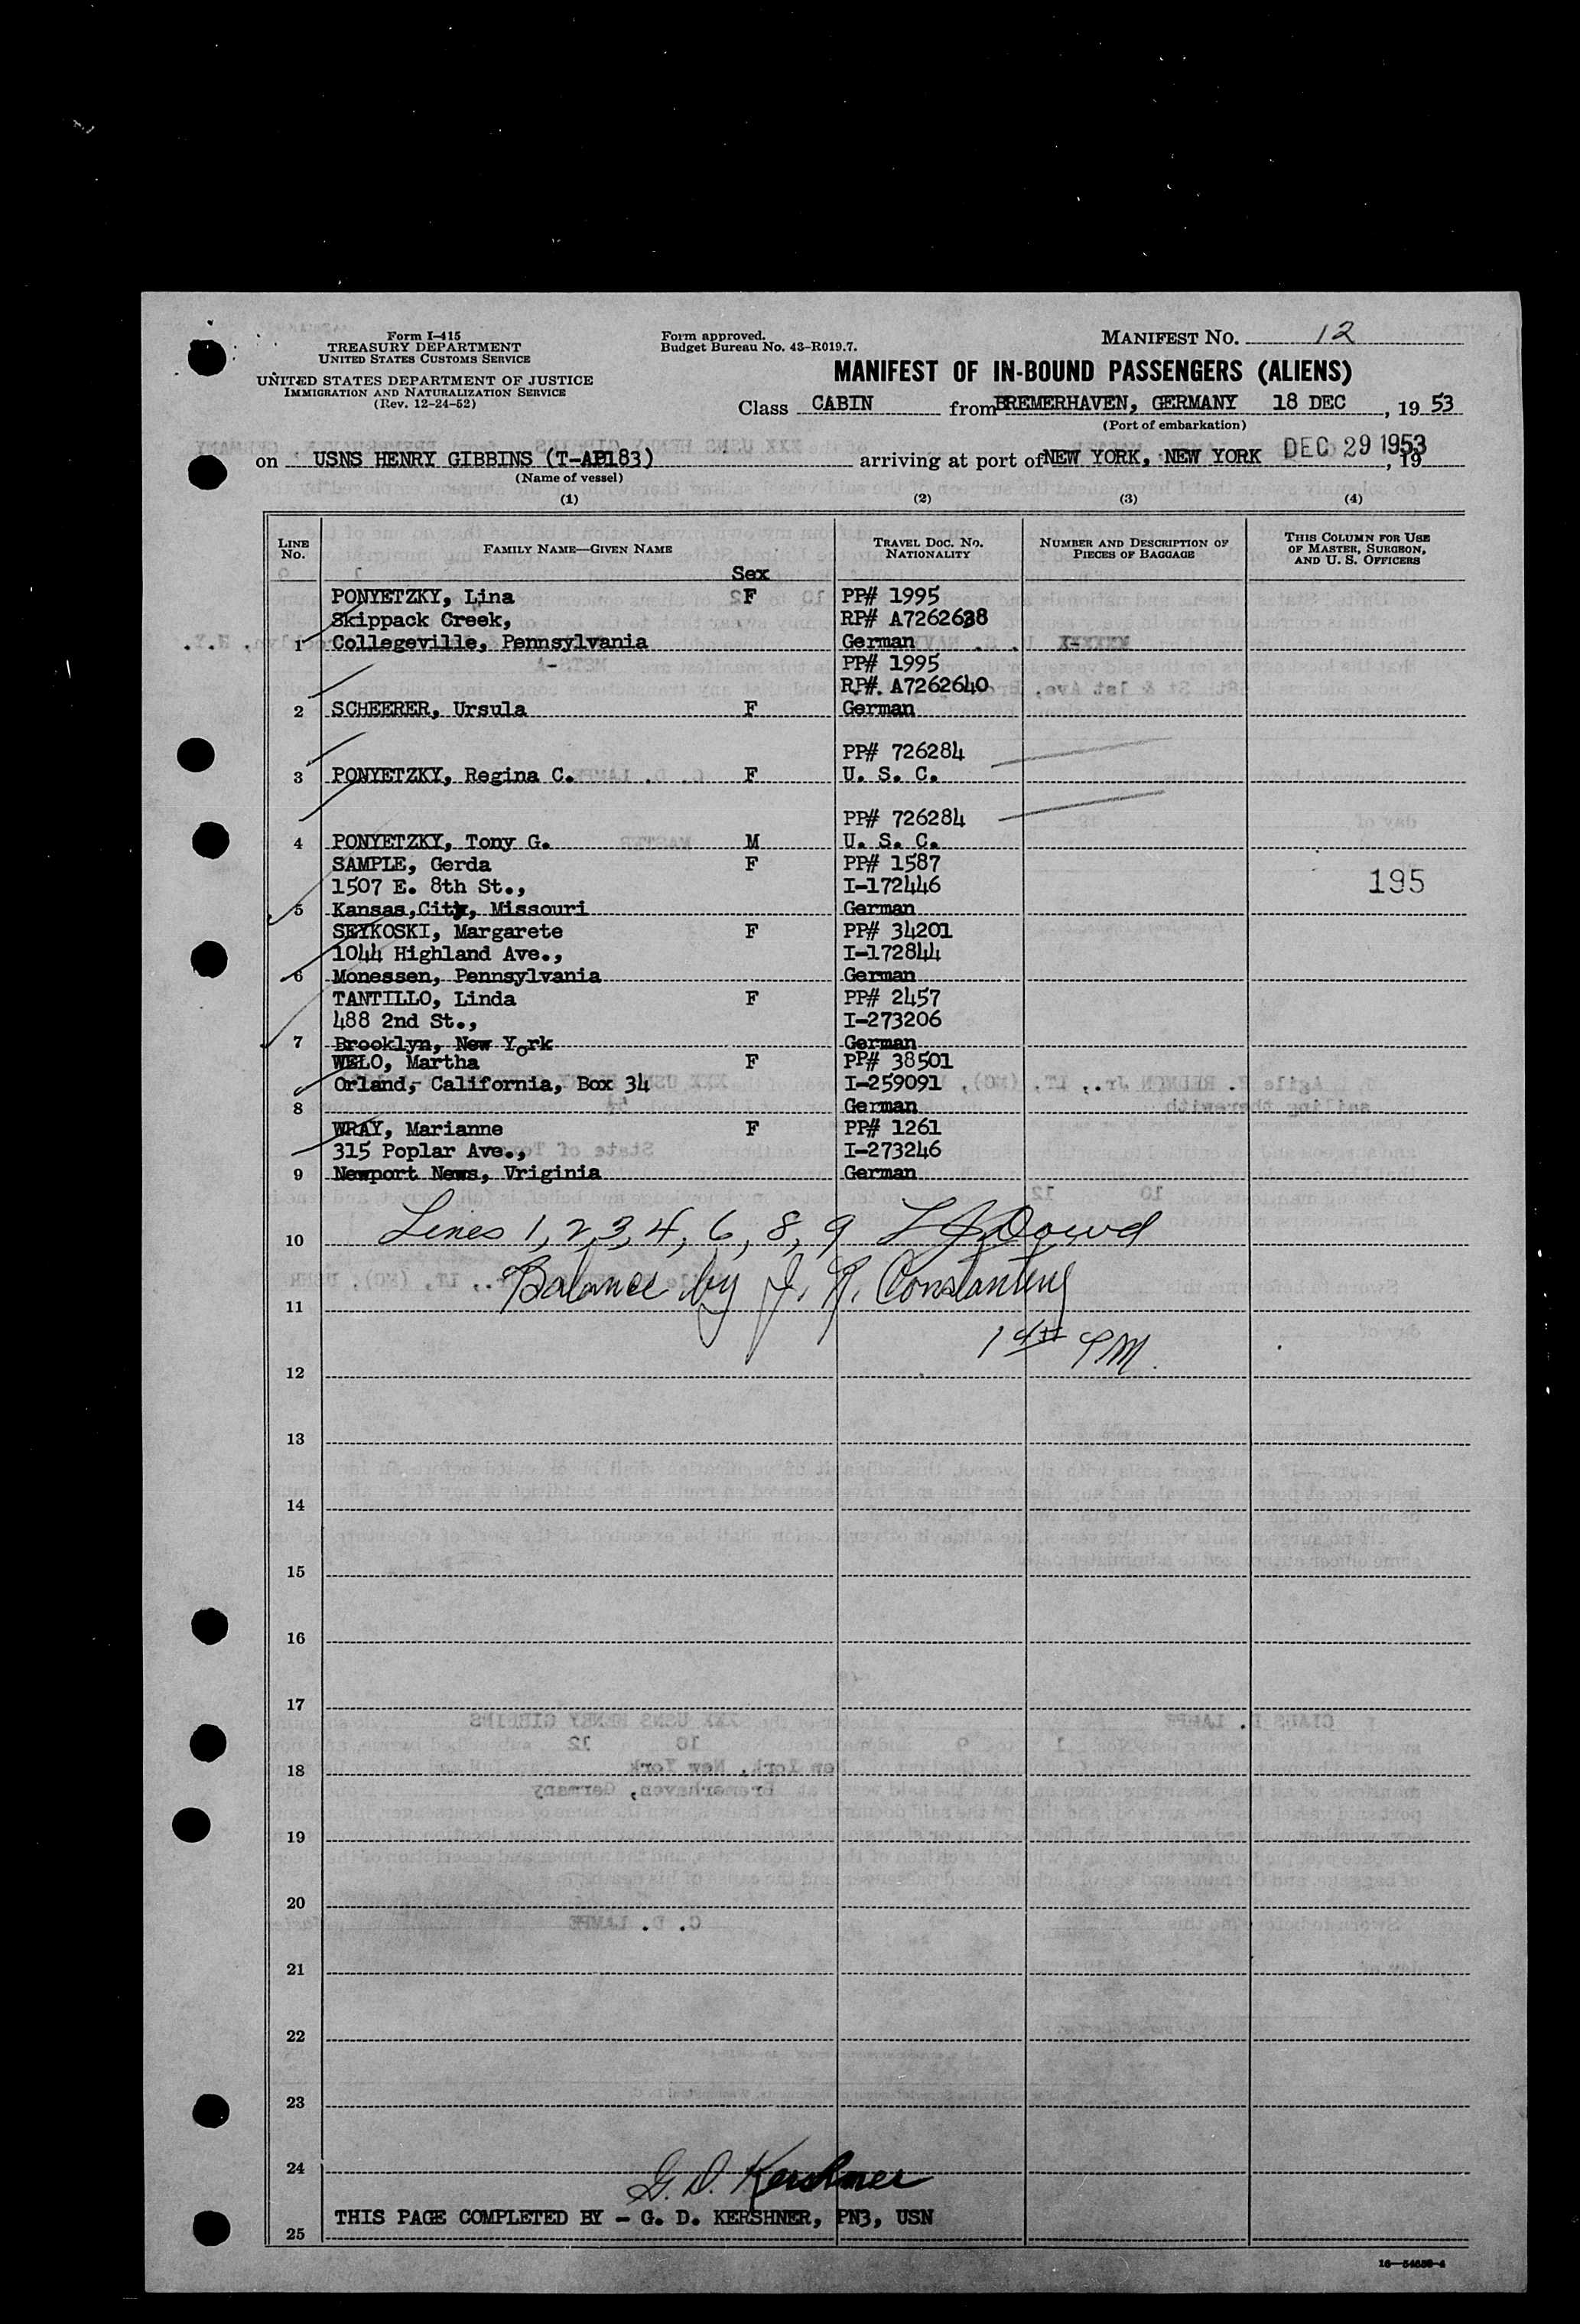 Form I-415
TREASURY DEPARTMENT
UNITED STATES CUSTOMS SERVICE
UNITED STATES DEPARTMENT OF JUSTICE
IMMIGRATION AND NATURALIZATION SERVICE
(Rev. 12-24-52)
Form approved.
Budget Bureau No. 43-R019.7.
MANIFEST NO. 12
MANIFEST OF IN-BOUND PASSENGERS (ALIENS)
Class CABIN from BREMERHAVEN, GERMANY 18 DEC, 19 53
(Port of embarkation)
on USNS HENRY GIBBINS (T-AP183) arriving at port of NEW YORK, NEW YORK DEC 29 1953, 19
(Name of vessel)
(1) (2) (3) (4)
LINE NO. FAMILY NAME—GIVEN NAME Sex TRAVEL DOC. NO. NATIONALITY NUMBER AND DESCRIPTION OF PIECES OF BAGGAGE THIS COLUMN FOR USE OF MASTER, SURGEON, AND U. S. OFFICERS
PONYETZKY, Lina F PP# 1995
Skippack Creek, RP# A7262638
1 Collegeville, Pennsylvania German
PP# 1995
RP#. A7262640
2 SCHEERER, Ursula F German
PP# 726284
3 PONYETZKY, Regina C. F U. S. C.
PP# 726284
4 PONYETZKY, Tony G. M U. S. C.
SAMPLE, Gerda F PP# 1587
1507 E. 8th St., I-172446 195
5 Kansas,City, Missouri German
SEYKOSKI, Margarete F PP# 34201
1044 Highland Ave., I-172844
6 Monessen, Pennsylvania German
TANTILLO, Linda F PP# 2457
488 2nd St., I-273206
7 Brooklyn, New York German
WELO, Martha F PP# 38501
Orland, California, Box 34 I-259091
8 German
WRAY, Marianne F PP# 1261
315 Poplar Ave., I-273246
9 Newport News, Vriginia German
10 Lines 1, 2, 3, 4, 6, 8, 9 Dowd
11 Balance by J. R.
PM.
12
13
14
15
16
17
18
19
20
21
22
23
24 G. D. Kershner
25 THIS PAGE COMPLETED BY - G. D. KERSHNER, PN3, USN